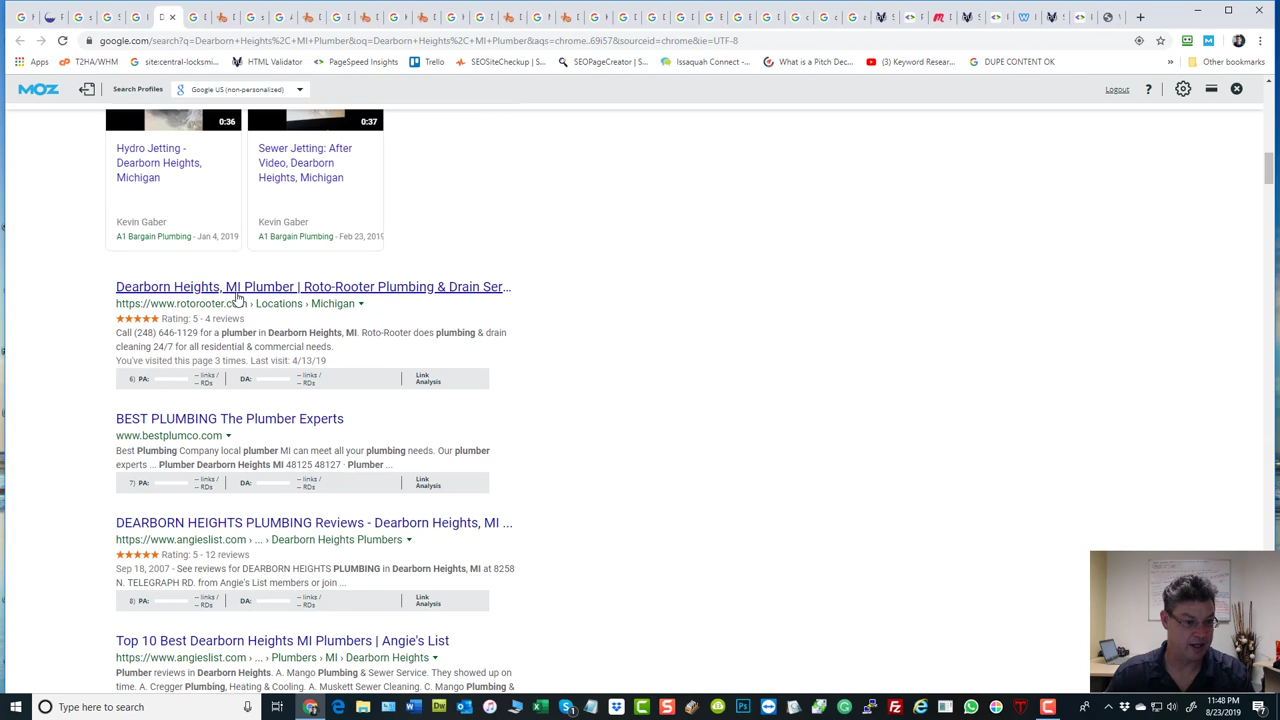 google.com/search?q=Dearborn+Heights%2C+MI+Plumber&oq=Dearborn+Heights%2C+MI+Plumber&aqs=chrome..69i57&sourceid=chrome&ie=UTF-8
Apps T2HA/WHM site:central-locksmi... HTML Validator PageSpeed Insights Trello SEOSiteCheckup | S... SEOPageCreator | S... Issaquah Connect -... What is a Pitch Dec... (3) Keyword Resear... DUPE CONTENT OK » Other bookmarks
MOZ Search Profiles Google US (non-personalized) Logout ?
0:36 0:37
Hydro Jetting -
Dearborn Heights,
Michigan
Kevin Gaber
A1 Bargain Plumbing - Jan 4, 2019
Sewer Jetting: After
Video, Dearborn
Heights, Michigan
Kevin Gaber
A1 Bargain Plumbing - Feb 23, 2019
Dearborn Heights, MI Plumber | Roto-Rooter Plumbing & Drain Ser...
https://www.rotorooter.com › Locations › Michigan
Rating: 5 - 4 reviews
Call (248) 646-1129 for a plumber in Dearborn Heights, MI. Roto-Rooter does plumbing & drain
cleaning 24/7 for all residential & commercial needs.
You've visited this page 3 times. Last visit: 4/13/19
6) PA: -- links / -- RDs DA: -- links / -- RDs Link Analysis
BEST PLUMBING The Plumber Experts
www.bestplumco.com
Best Plumbing Company local plumber MI can meet all your plumbing needs. Our plumber
experts ... Plumber Dearborn Heights MI 48125 48127 · Plumber ...
7) PA: -- links / -- RDs DA: -- links / -- RDs Link Analysis
DEARBORN HEIGHTS PLUMBING Reviews - Dearborn Heights, MI ...
https://www.angieslist.com › ... › Dearborn Heights Plumbers
Rating: 5 - 12 reviews
Sep 18, 2007 - See reviews for DEARBORN HEIGHTS PLUMBING in Dearborn Heights, MI at 8258
N. TELEGRAPH RD. from Angie's List members or join ...
8) PA: -- links / -- RDs DA: -- links / -- RDs Link Analysis
Top 10 Best Dearborn Heights MI Plumbers | Angie's List
https://www.angieslist.com › ... › Plumbers › MI › Dearborn Heights
Plumber reviews in Dearborn Heights. A. Mango Plumbing & Sewer Service. They showed up on
time. A. Cregger Plumbing, Heating & Cooling. A. Muskett Sewer Cleaning. C. Mango Plumbing &
Type here to search
11:48 PM
8/23/2019